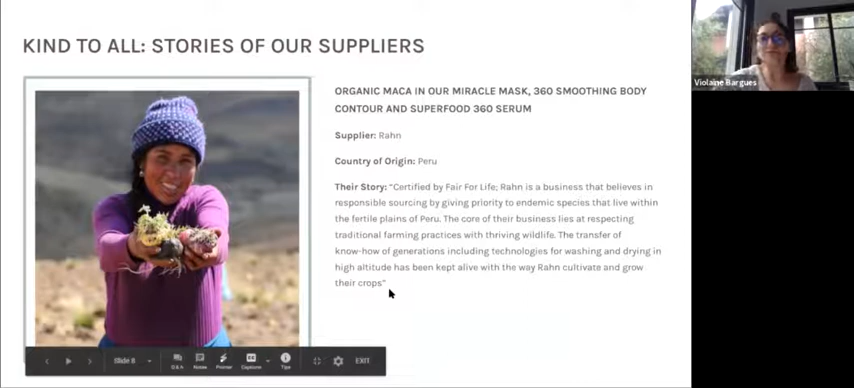 KIND TO ALL: STORIES OF OUR SUPPLIERS
ORGANIC MACA IN OUR MIRACLE MASK, 360 SMOOTHING BODY
CONTOUR AND SUPERFOOD 360 SERUM
Supplier: Rahn
Country of Origin: Peru
Their Story: “Certified by Fair For Life; Rahn is a business that believes in
responsible sourcing by giving priority to endemic species that live within
the fertile plains of Peru. The core of their business lies at respecting
traditional farming practices with thriving wildlife. The transfer of
know-how of generations including technologies for washing and drying in
high altitude has been kept alive with the way Rahn cultivate and grow
their crops”
Violaine Bargues
Slide 8
Q & A
Notes
Pointer
Captions
Tips
EXIT